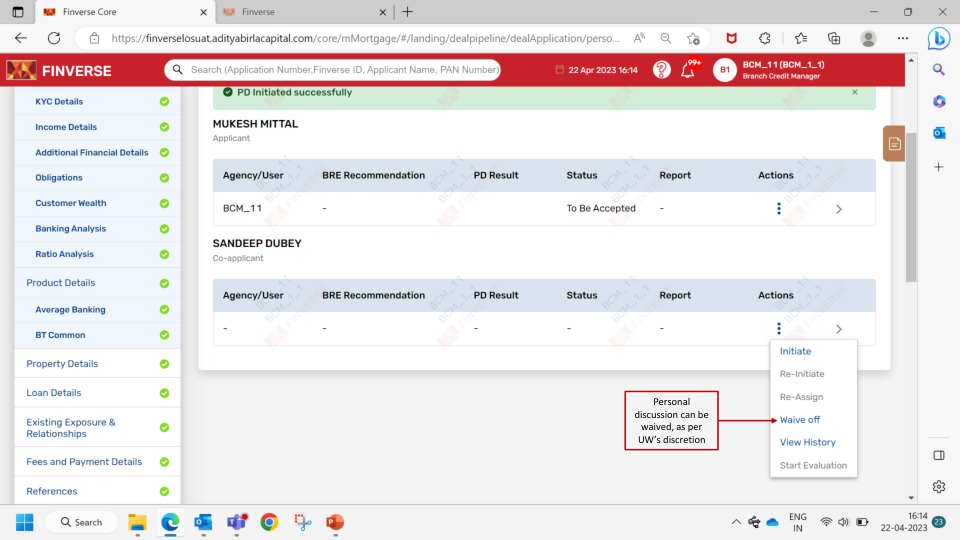 Finverse Core
Finverse
https://finverselosuat.adityabirlacapital.com/core/mMortgage/#/landing/dealpipeline/dealApplication/perso...
FINVERSE
Search (Application Number,Finverse ID, Applicant Name, PAN Number)
22 Apr 2023 16:14
99+
B1
BCM_11 (BCM_1_1)
Branch Credit Manager
KYC Details
Income Details
Additional Financial Details
Obligations
Customer Wealth
Banking Analysis
Ratio Analysis
Product Details
Average Banking
BT Common
Property Details
Loan Details
Existing Exposure &
Relationships
Fees and Payment Details
References
PD Initiated successfully
MUKESH MITTAL
Applicant
Agency/User BRE Recommendation PD Result Status Report Actions
BCM_11 - To Be Accepted -
SANDEEP DUBEY
Co-applicant
Agency/User BRE Recommendation PD Result Status Report Actions
- - - - -
Initiate
Re-Initiate
Re-Assign
Waive off
View History
Start Evaluation
Personal
discussion can be
waived, as per
UW's discretion
Search
ENG
IN
16:14
22-04-2023
23